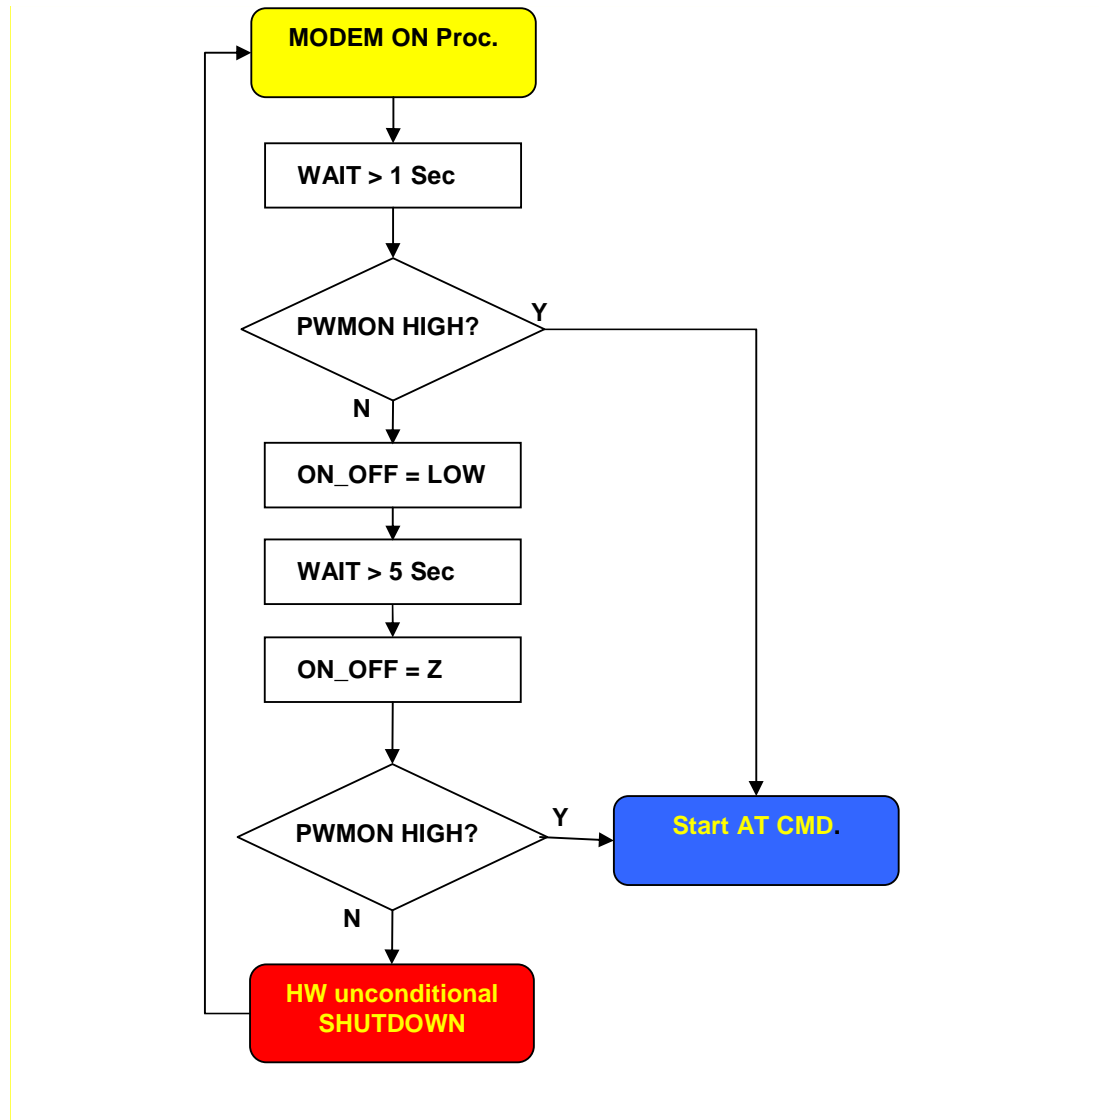 MODEM ON Proc.
WAIT > 1 Sec
PWMON HIGH?
Y
N
ON_OFF = LOW
WAIT > 5 Sec
ON_OFF = Z
PWMON HIGH?
Y
Start AT CMD.
N
HW unconditional
SHUTDOWN